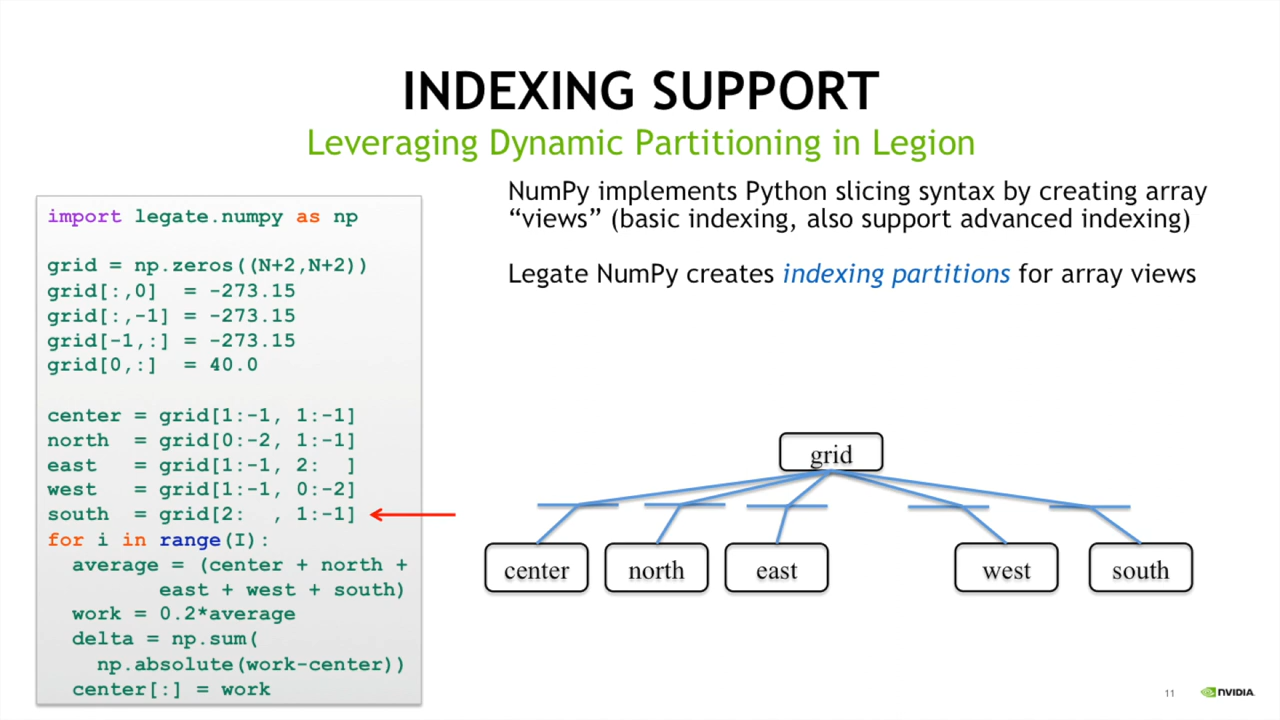 INDEXING SUPPORT
Leveraging Dynamic Partitioning in Legion
import legate.numpy as np
grid = np.zeros((N+2,N+2))
grid[:,0]  = -273.15
grid[:,-1] = -273.15
grid[-1,:] = -273.15
grid[0,:]  = 40.0
center = grid[1:-1, 1:-1]
north  = grid[0:-2, 1:-1]
east   = grid[1:-1, 2:  ]
west   = grid[1:-1, 0:-2]
south  = grid[2:  , 1:-1]
for i in range(I):
  average = (center + north +
         east + west + south)
  work = 0.2*average
  delta = np.sum(
    np.absolute(work-center))
  center[:] = work
NumPy implements Python slicing syntax by creating array
“views” (basic indexing, also support advanced indexing)
Legate NumPy creates indexing partitions for array views
grid
center north east west south
11 NVIDIA.